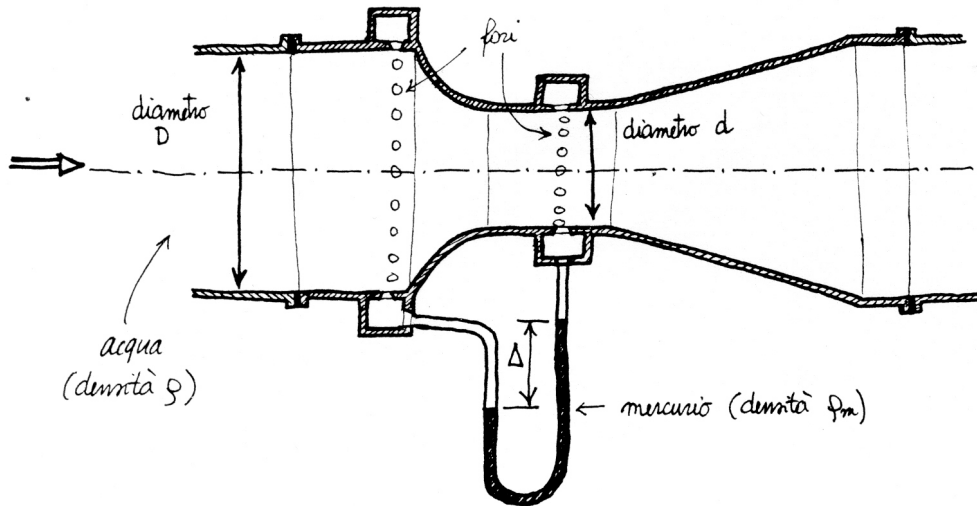 fori
diametro
D
diametro d
acqua
(densità ρ)
Δ
mercurio (densità ρm)